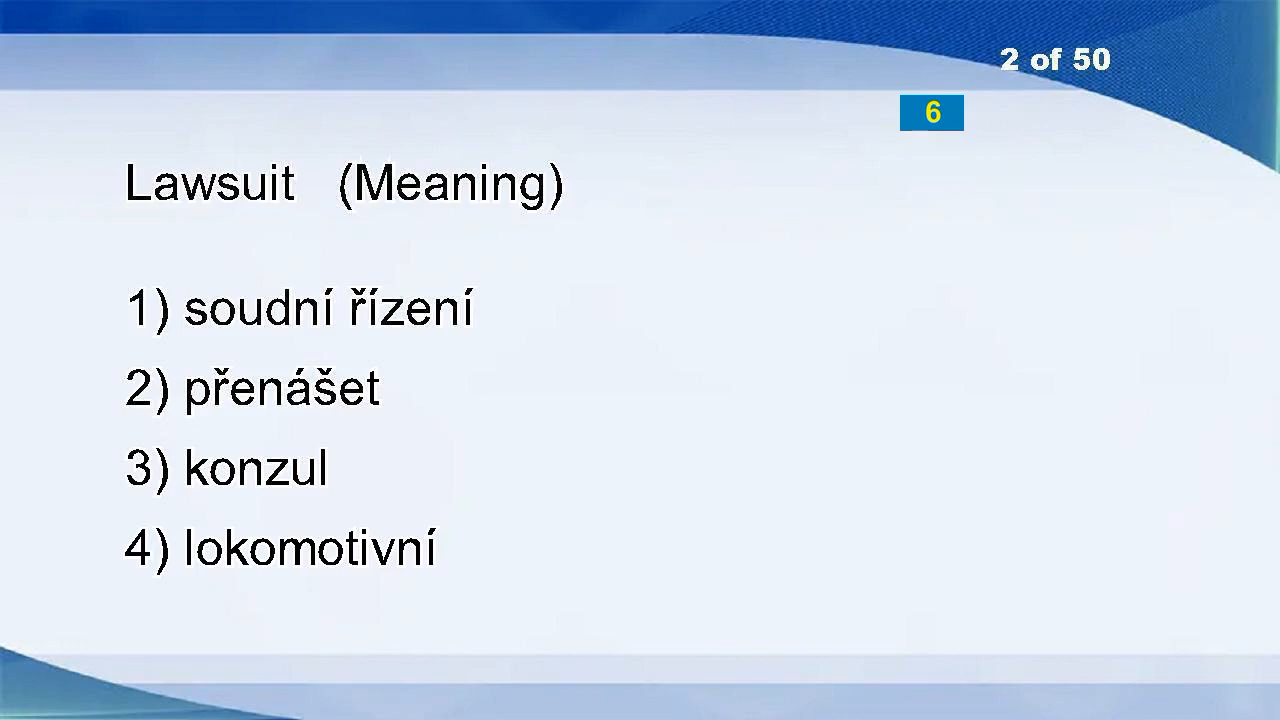 2 of 50
6
Lawsuit (Meaning)
1) soudní řízení
2) přenášet
3) konzul
4) lokomotivní